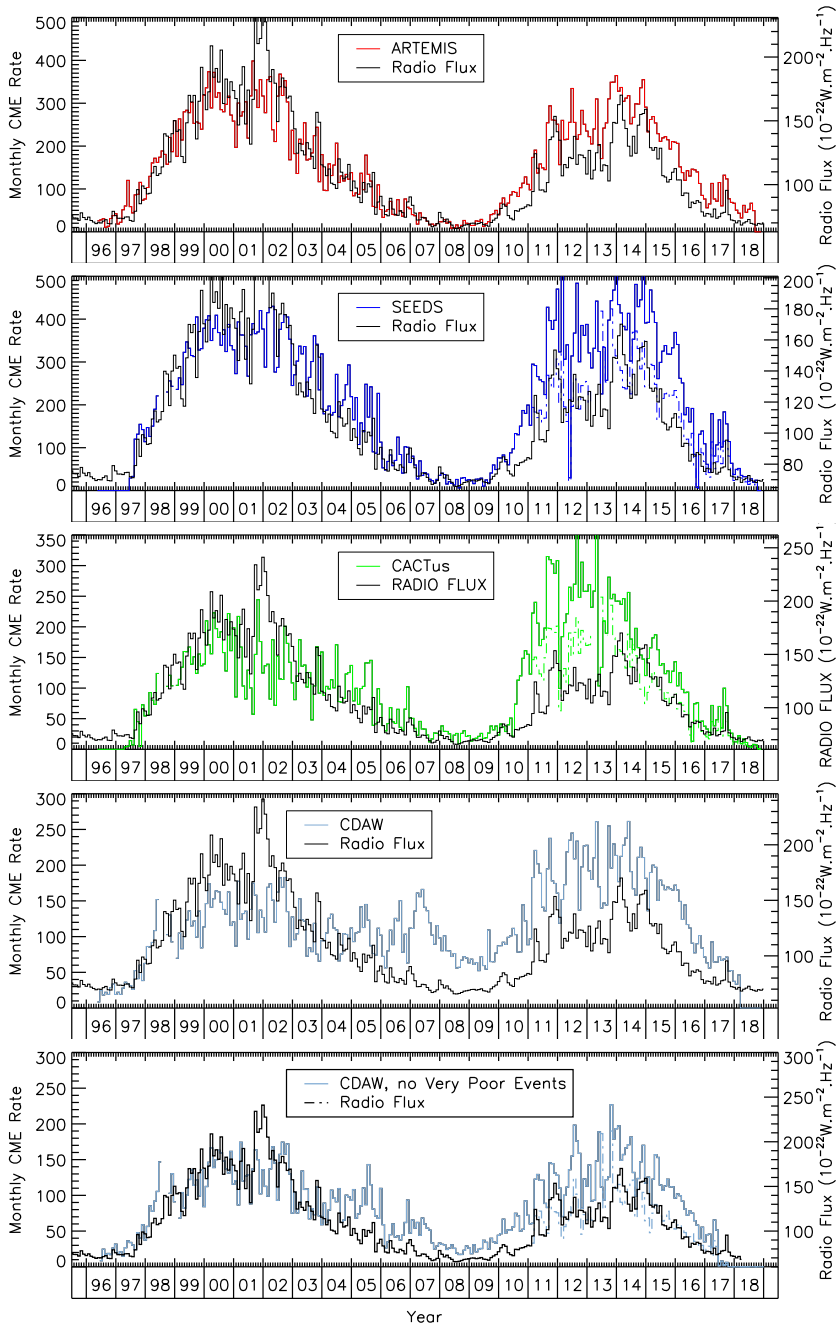 500
400
300
200
100
0
Monthly CME Rate
ARTEMIS
Radio Flux
200
150
100
Radio Flux (10⁻²²W.m⁻².Hz⁻¹)
96 97 98 99 00 01 02 03 04 05 06 07 08 09 10 11 12 13 14 15 16 17 18
500
400
300
200
100
0
Monthly CME Rate
SEEDS
Radio Flux
200
180
160
140
120
100
80
Radio Flux (10⁻²²W.m⁻².Hz⁻¹)
96 97 98 99 00 01 02 03 04 05 06 07 08 09 10 11 12 13 14 15 16 17 18
350
300
250
200
150
100
50
0
Monthly CME Rate
CACTus
RADIO FLUX
250
200
150
100
RADIO FLUX (10⁻²²W.m⁻².Hz⁻¹)
96 97 98 99 00 01 02 03 04 05 06 07 08 09 10 11 12 13 14 15 16 17 18
300
250
200
150
100
50
0
Monthly CME Rate
CDAW
Radio Flux
200
150
100
Radio Flux (10⁻²²W.m⁻².Hz⁻¹)
96 97 98 99 00 01 02 03 04 05 06 07 08 09 10 11 12 13 14 15 16 17 18
300
250
200
150
100
50
0
Monthly CME Rate
CDAW, no Very Poor Events
Radio Flux
300
250
200
150
100
Radio Flux (10⁻²²W.m⁻².Hz⁻¹)
96 97 98 99 00 01 02 03 04 05 06 07 08 09 10 11 12 13 14 15 16 17 18
Year